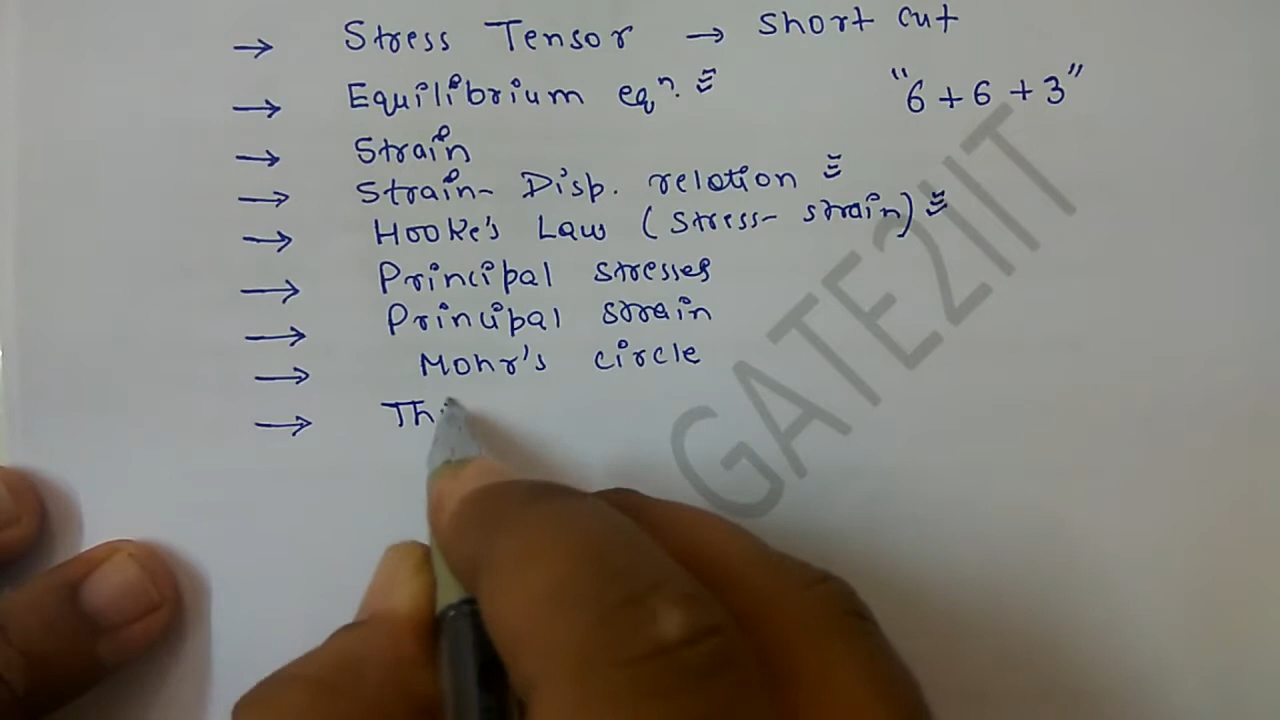 → Stress Tensor → Short cut
→ Equilibrium eqⁿ.
"6+6+3"
→ Strain
→ Strain- Disp. relation
→ Hooke's Law (Stress- strain)
→ Principal stresses
→ Principal strain
→ Mohr's circle
→ Th
GATE2IIT